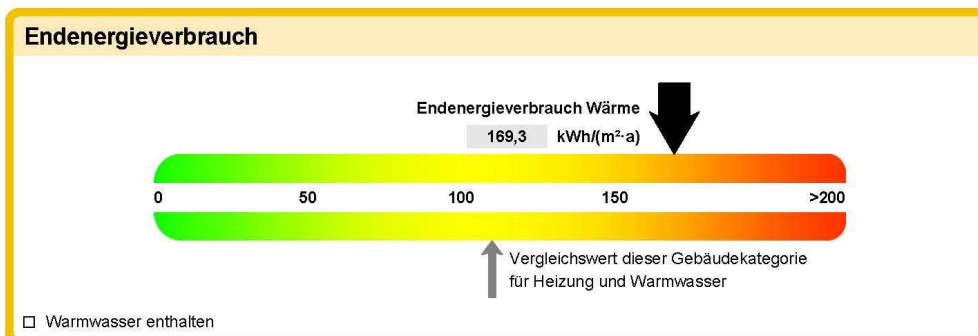 Endenergieverbrauch
Endenergieverbrauch Wärme
169,3 kWh/(m²·a)
0 50 100 150 >200
Vergleichswert dieser Gebäudekategorie
für Heizung und Warmwasser
☐ Warmwasser enthalten